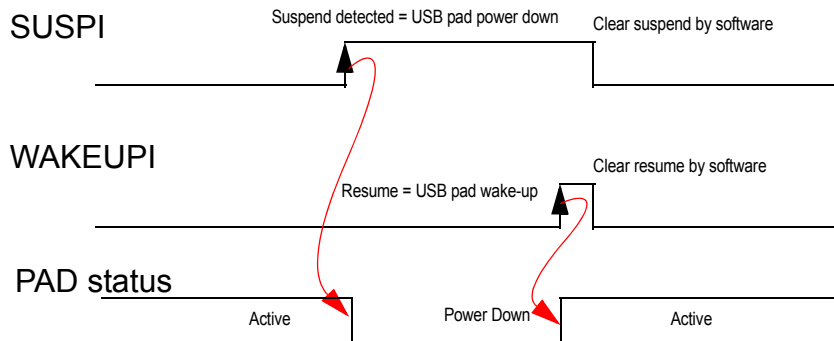 SUSPI
Suspend detected = USB pad power down
Clear suspend by software
WAKEUPI
Resume = USB pad wake-up
Clear resume by software
PAD status
Active
Power Down
Active